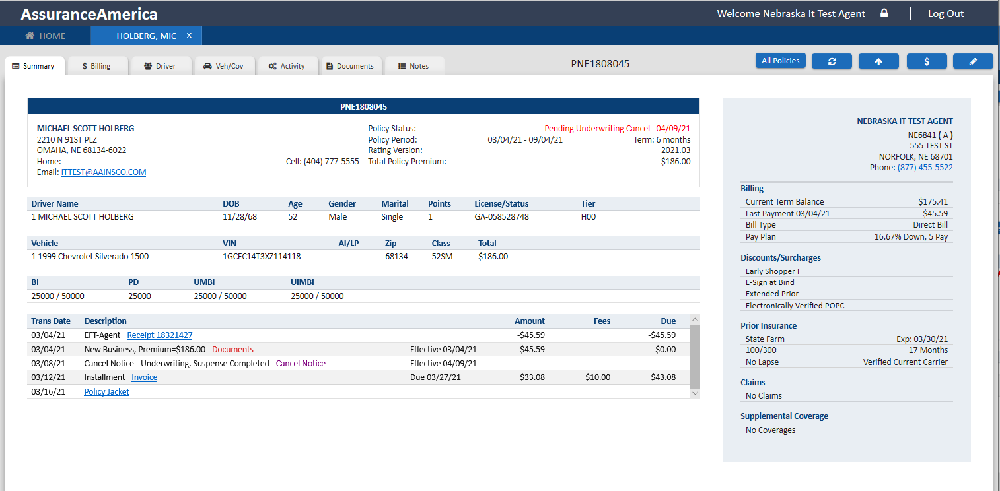 AssuranceAmerica
Welcome Nebraska It Test Agent Log Out
HOME HOLBERG, MIC X
Summary $ Billing Driver Veh/Cov Activity Documents Notes PNE1808045 All Policies $
PNE1808045
MICHAEL SCOTT HOLBERG Policy Status: Pending Underwriting Cancel 04/09/21
2210 N 91ST PLZ Policy Period: 03/04/21 - 09/04/21 Term: 6 months
OMAHA, NE 68134-6022 Rating Version: 2021.03
Home: Cell: (404) 777-5555 Total Policy Premium: $186.00
Email: ITTEST@AAINSCO.COM
Driver Name DOB Age Gender Marital Points License/Status Tier
1 MICHAEL SCOTT HOLBERG 11/28/68 52 Male Single 1 GA-058528748 H00
Vehicle VIN AI/LP Zip Class Total
1 1999 Chevrolet Silverado 1500 1GCEC14T3XZ114118 68134 52SM $186.00
BI PD UMBI UIMBI
25000 / 50000 25000 25000 / 50000 25000 / 50000
Trans Date Description Amount Fees Due
03/04/21 EFT-Agent Receipt 18321427 -$45.59 -$45.59
03/04/21 New Business, Premium=$186.00 Documents Effective 03/04/21 $45.59 $0.00
03/08/21 Cancel Notice - Underwriting, Suspense Completed Cancel Notice Effective 04/09/21
03/12/21 Installment Invoice Due 03/27/21 $33.08 $10.00 $43.08
03/16/21 Policy Jacket
NEBRASKA IT TEST AGENT
NE6841 ( A )
555 TEST ST
NORFOLK, NE 68701
Phone: (877) 455-5522
Billing
Current Term Balance $175.41
Last Payment 03/04/21 $45.59
Bill Type Direct Bill
Pay Plan 16.67% Down, 5 Pay
Discounts/Surcharges
Early Shopper I
E-Sign at Bind
Extended Prior
Electronically Verified POPC
Prior Insurance
State Farm Exp: 03/30/21
100/300 17 Months
No Lapse Verified Current Carrier
Claims
No Claims
Supplemental Coverage
No Coverages